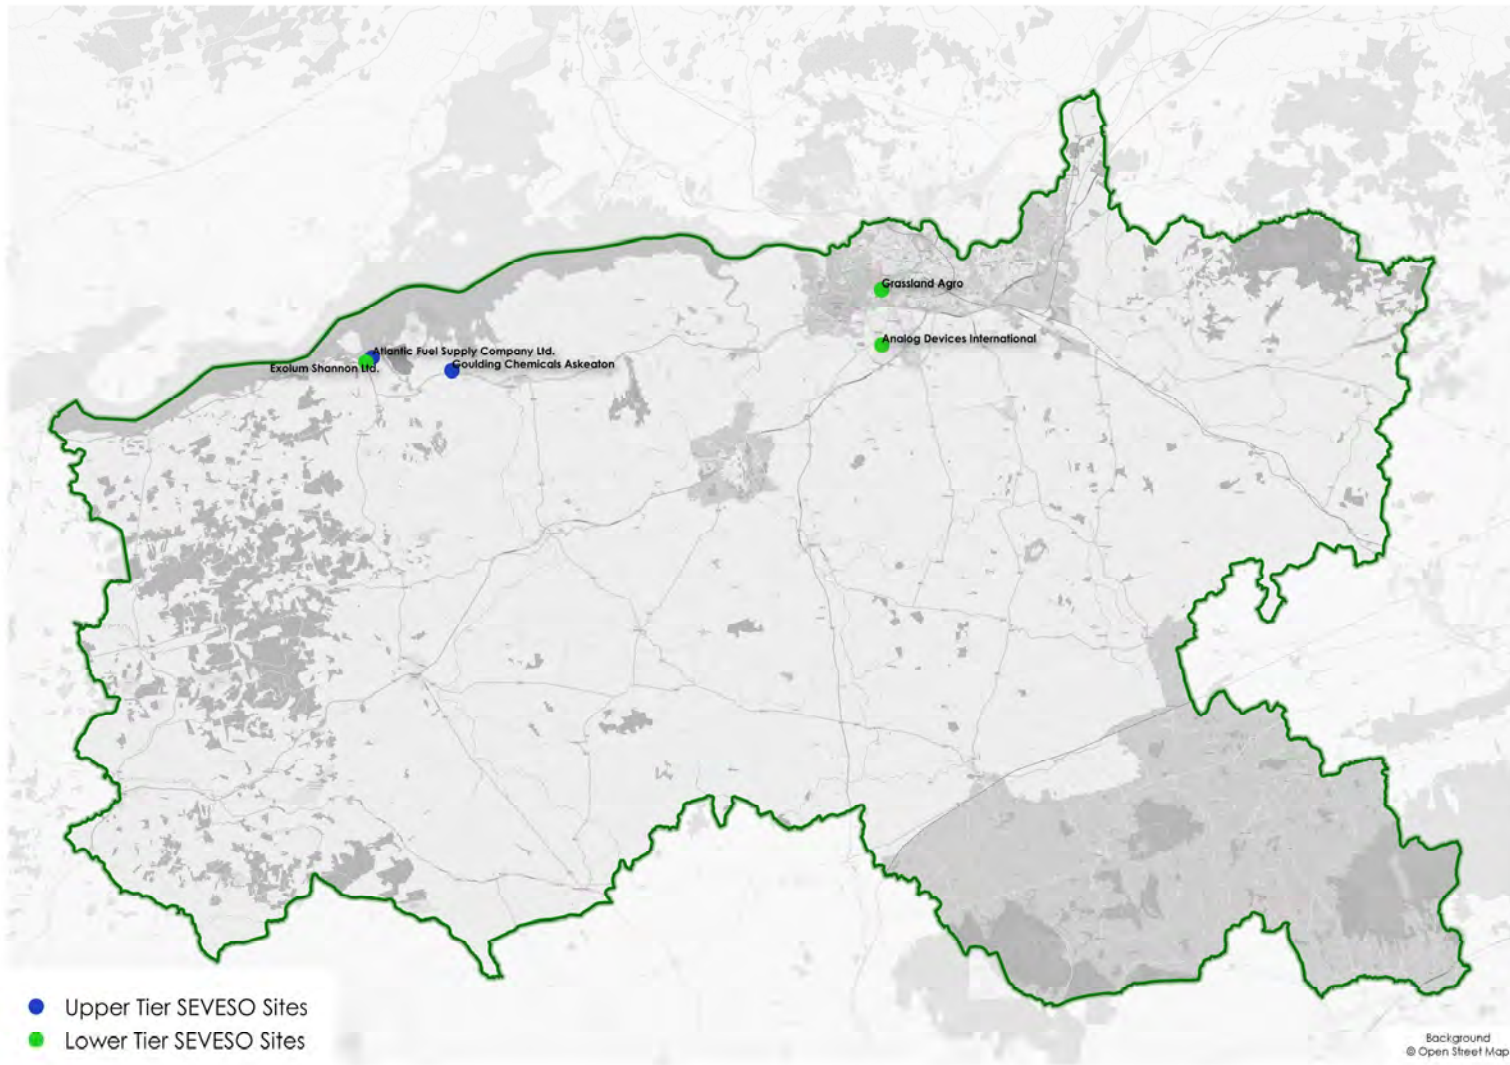 Grassland Agro
Analog Devices International
Atlantic Fuel Supply Company Ltd.
Goulding Chemicals Askeaton
Exolum Shannon Ltd.
Upper Tier SEVESO Sites
Lower Tier SEVESO Sites
Background
© Open Street Map